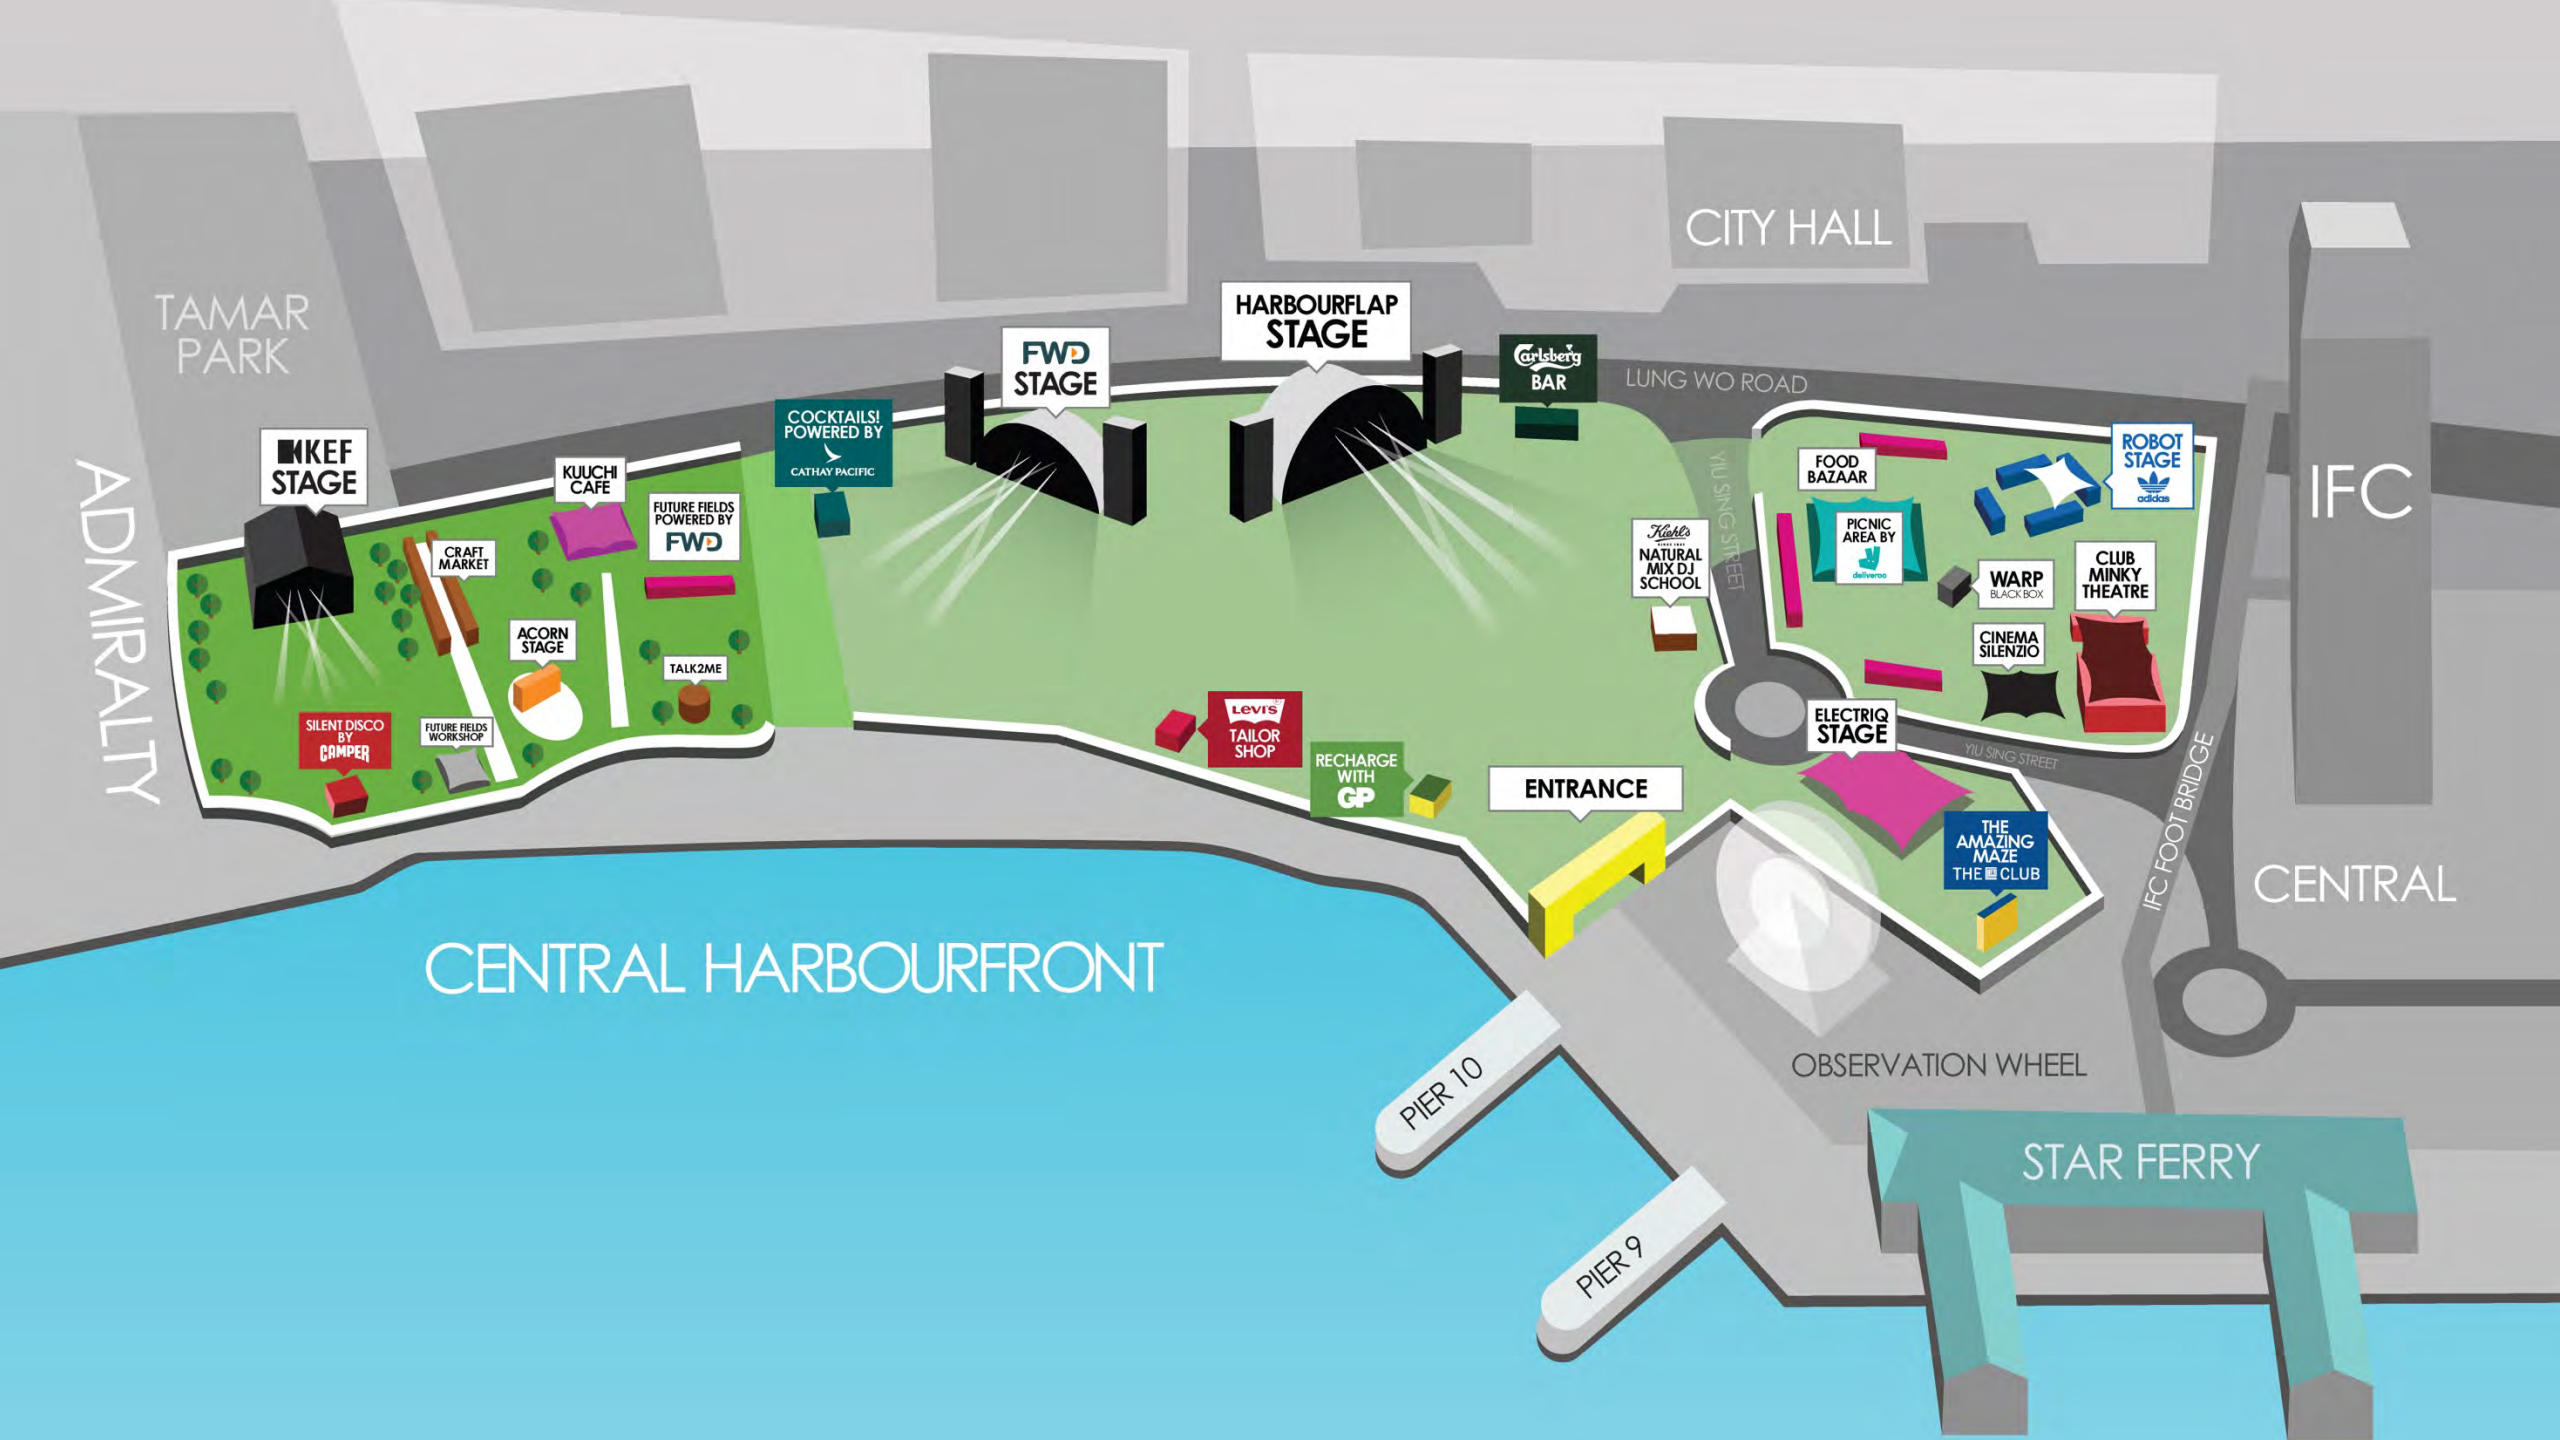 CITY HALL
TAMAR
PARK
ADMIRALTY
KEF
STAGE
CRAFT
MARKET
KUUCHI
CAFE
FUTURE FIELDS
POWERED BY
FWD
ACORN
STAGE
TALK2ME
SILENT DISCO
BY
CAMPER
FUTURE FIELDS
WORKSHOP
COCKTAILS!
POWERED BY
CATHAY PACIFIC
FWD
STAGE
HARBOURFLAP
STAGE
Carlsberg
BAR
LUNG WO ROAD
YIU SING STREET
Kiehl's
SINCE 1851
NATURAL
MIX DJ
SCHOOL
FOOD
BAZAAR
PICNIC
AREA BY
deliveroo
ROBOT
STAGE
adidas
WARP
BLACK BOX
CLUB
MINKY
THEATRE
CINEMA
SILENZIO
IFC
LEVI'S
TAILOR
SHOP
RECHARGE
WITH
GP
ENTRANCE
ELECTRIQ
STAGE
YIU SING STREET
THE
AMAZING
MAZE
THE CLUB
IFC FOOT BRIDGE
CENTRAL
CENTRAL HARBOURFRONT
OBSERVATION WHEEL
PIER 10
PIER 9
STAR FERRY